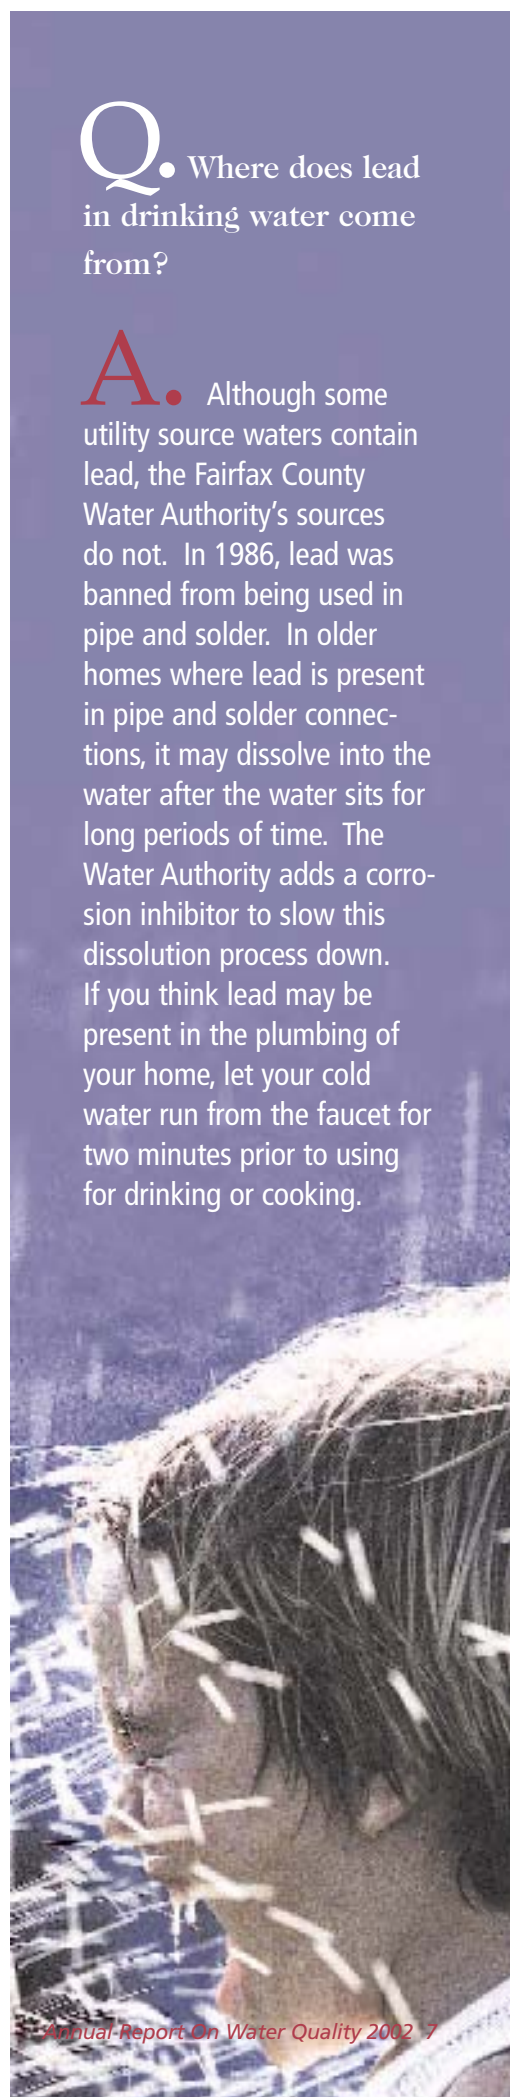 Q. Where does lead
in drinking water come
from?
A. Although some
utility source waters contain
lead, the Fairfax County
Water Authority's sources
do not.  In 1986, lead was
banned from being used in
pipe and solder.  In older
homes where lead is present
in pipe and solder connec-
tions, it may dissolve into the
water after the water sits for
long periods of time.  The
Water Authority adds a corro-
sion inhibitor to slow this
dissolution process down.
If you think lead may be
present in the plumbing of
your home, let your cold
water run from the faucet for
two minutes prior to using
for drinking or cooking.
Annual Report On Water Quality 2002  7